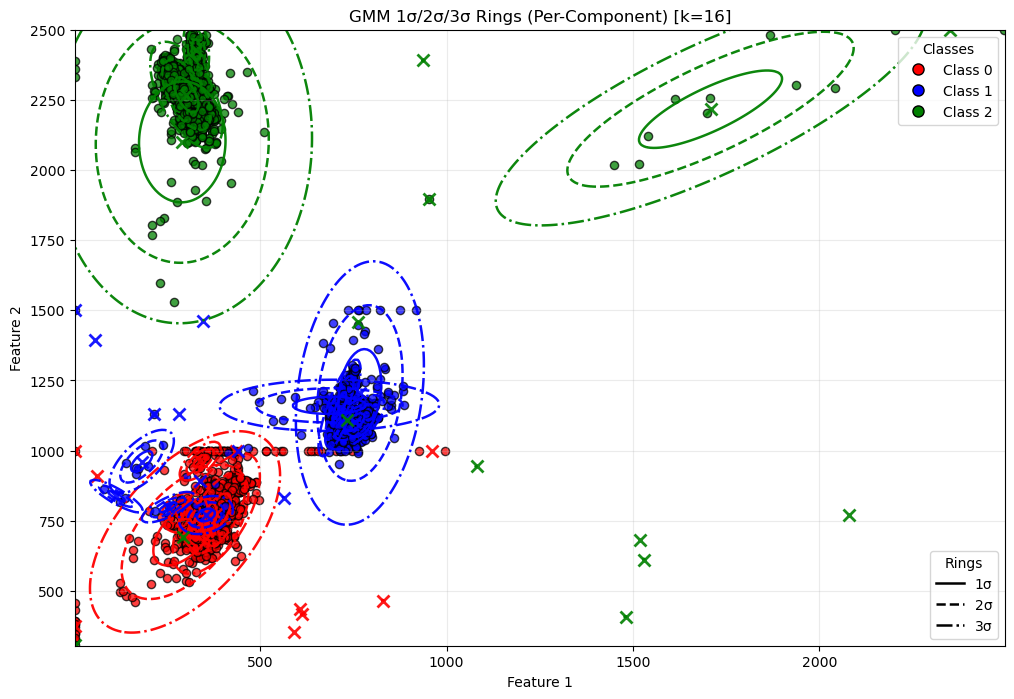 GMM 1σ/2σ/3σ Rings (Per-Component) [k=16]
Feature 2
2500
2250
2000
1750
1500
1250
1000
750
500
Classes
Class 0
Class 1
Class 2
Rings
1σ
2σ
3σ
500
1000
1500
2000
Feature 1